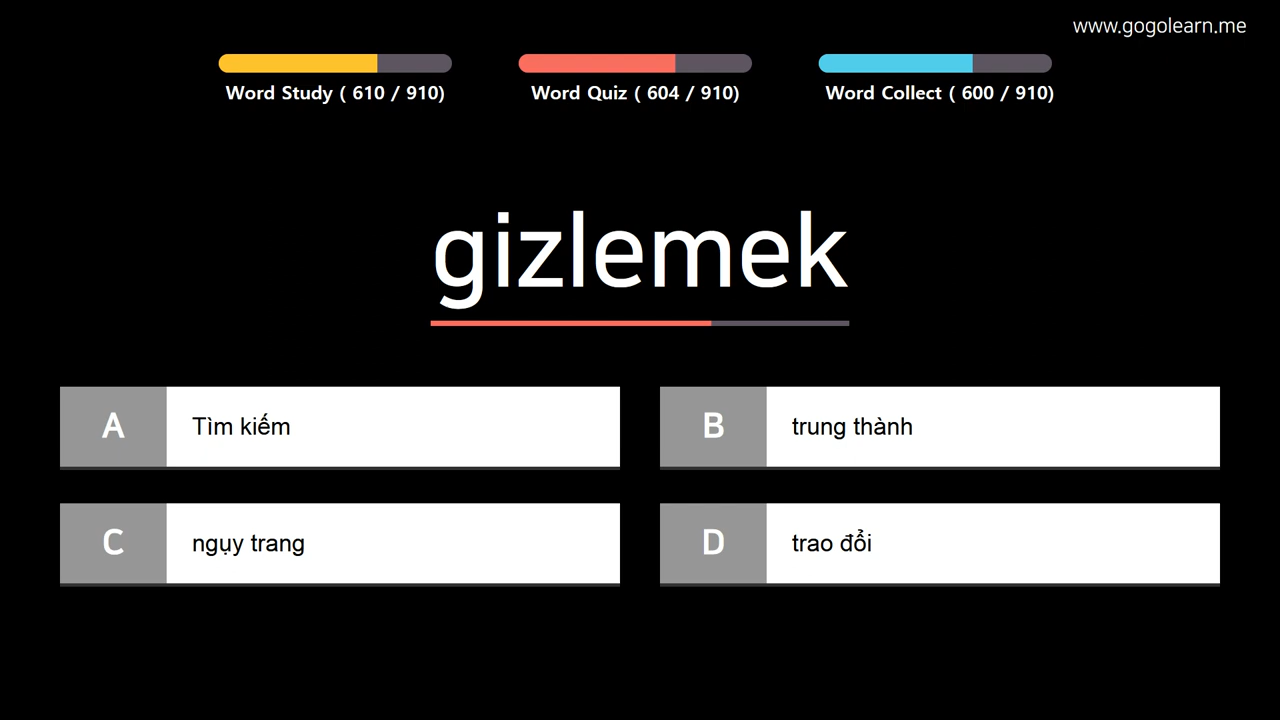 www.gogolearn.me
Word Study ( 610 / 910)
Word Quiz ( 604 / 910)
Word Collect ( 600 / 910)
gizlemek
A Tìm kiếm
B trung thành
C ngụy trang
D trao đổi